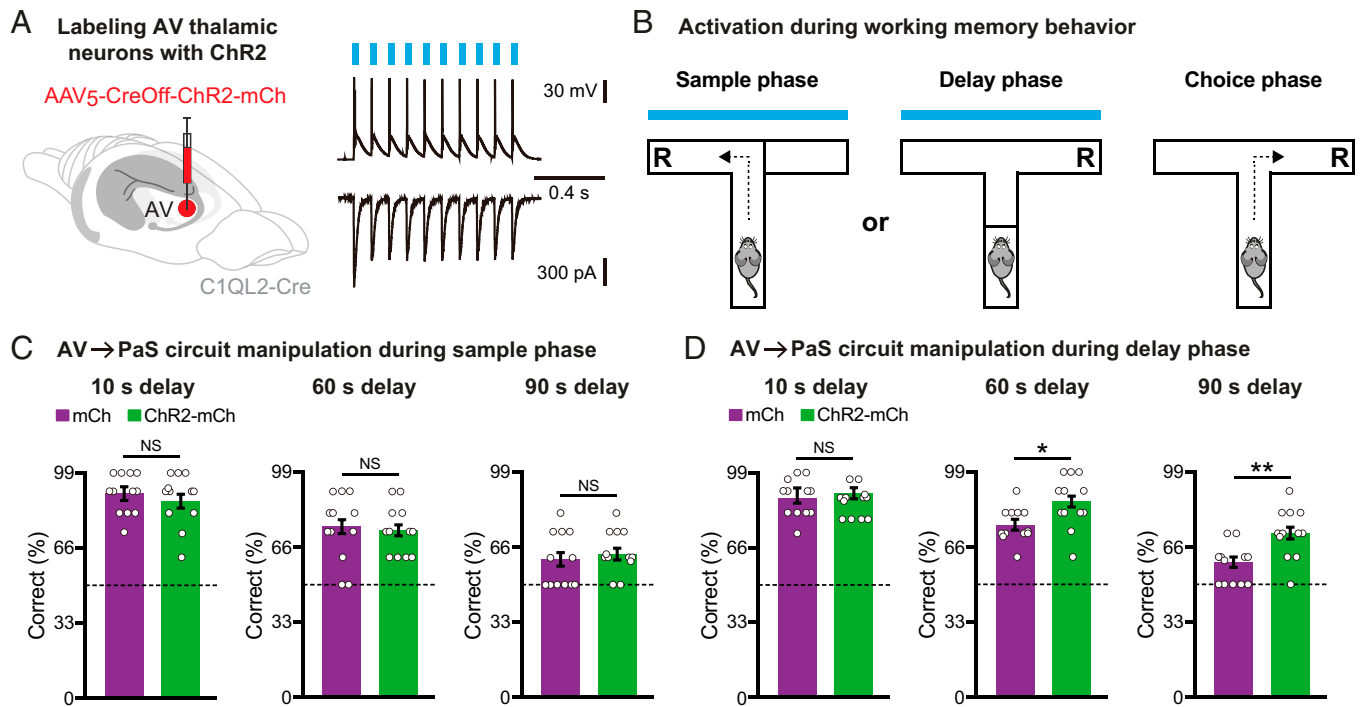 A
Labeling AV thalamic
neurons with ChR2
AAV5-CreOff-ChR2-mCh
AV
C1QL2-Cre
30 mV
0.4 s
300 pA
B
Activation during working memory behavior
Sample phase
Delay phase
Choice phase
R
R
R
or
C
AV→PaS circuit manipulation during sample phase
10 s delay
60 s delay
90 s delay
mCh
ChR2-mCh
Correct (%)
99
66
33
0
NS
Correct (%)
99
66
33
0
NS
Correct (%)
99
66
33
0
NS
D
AV→PaS circuit manipulation during delay phase
10 s delay
60 s delay
90 s delay
mCh
ChR2-mCh
Correct (%)
99
66
33
0
NS
Correct (%)
99
66
33
0
*
Correct (%)
99
66
33
0
**